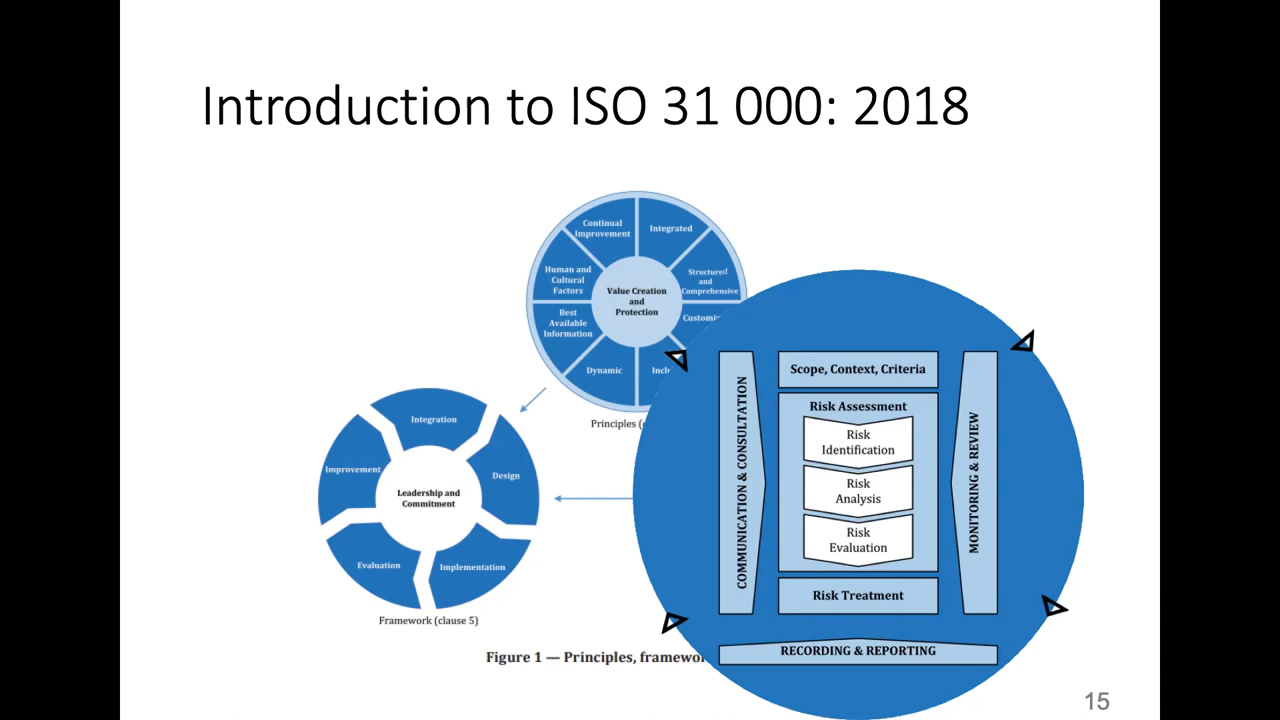 Introduction to ISO 31 000: 2018
Continual
Improvement
Integrated
Human and
Cultural
Factors
Structured
and
Comprehensive
Value Creation
and
Protection
Best
Available
Information
Dynamic
Principles
Integration
Improvement
Design
Leadership and
Commitment
Evaluation
Implementation
Framework (clause 5)
Scope, Context, Criteria
Risk Assessment
Risk
Identification
Risk
Analysis
Risk
Evaluation
Risk Treatment
COMMUNICATION & CONSULTATION
MONITORING & REVIEW
RECORDING & REPORTING
Figure 1 — Principles,
15